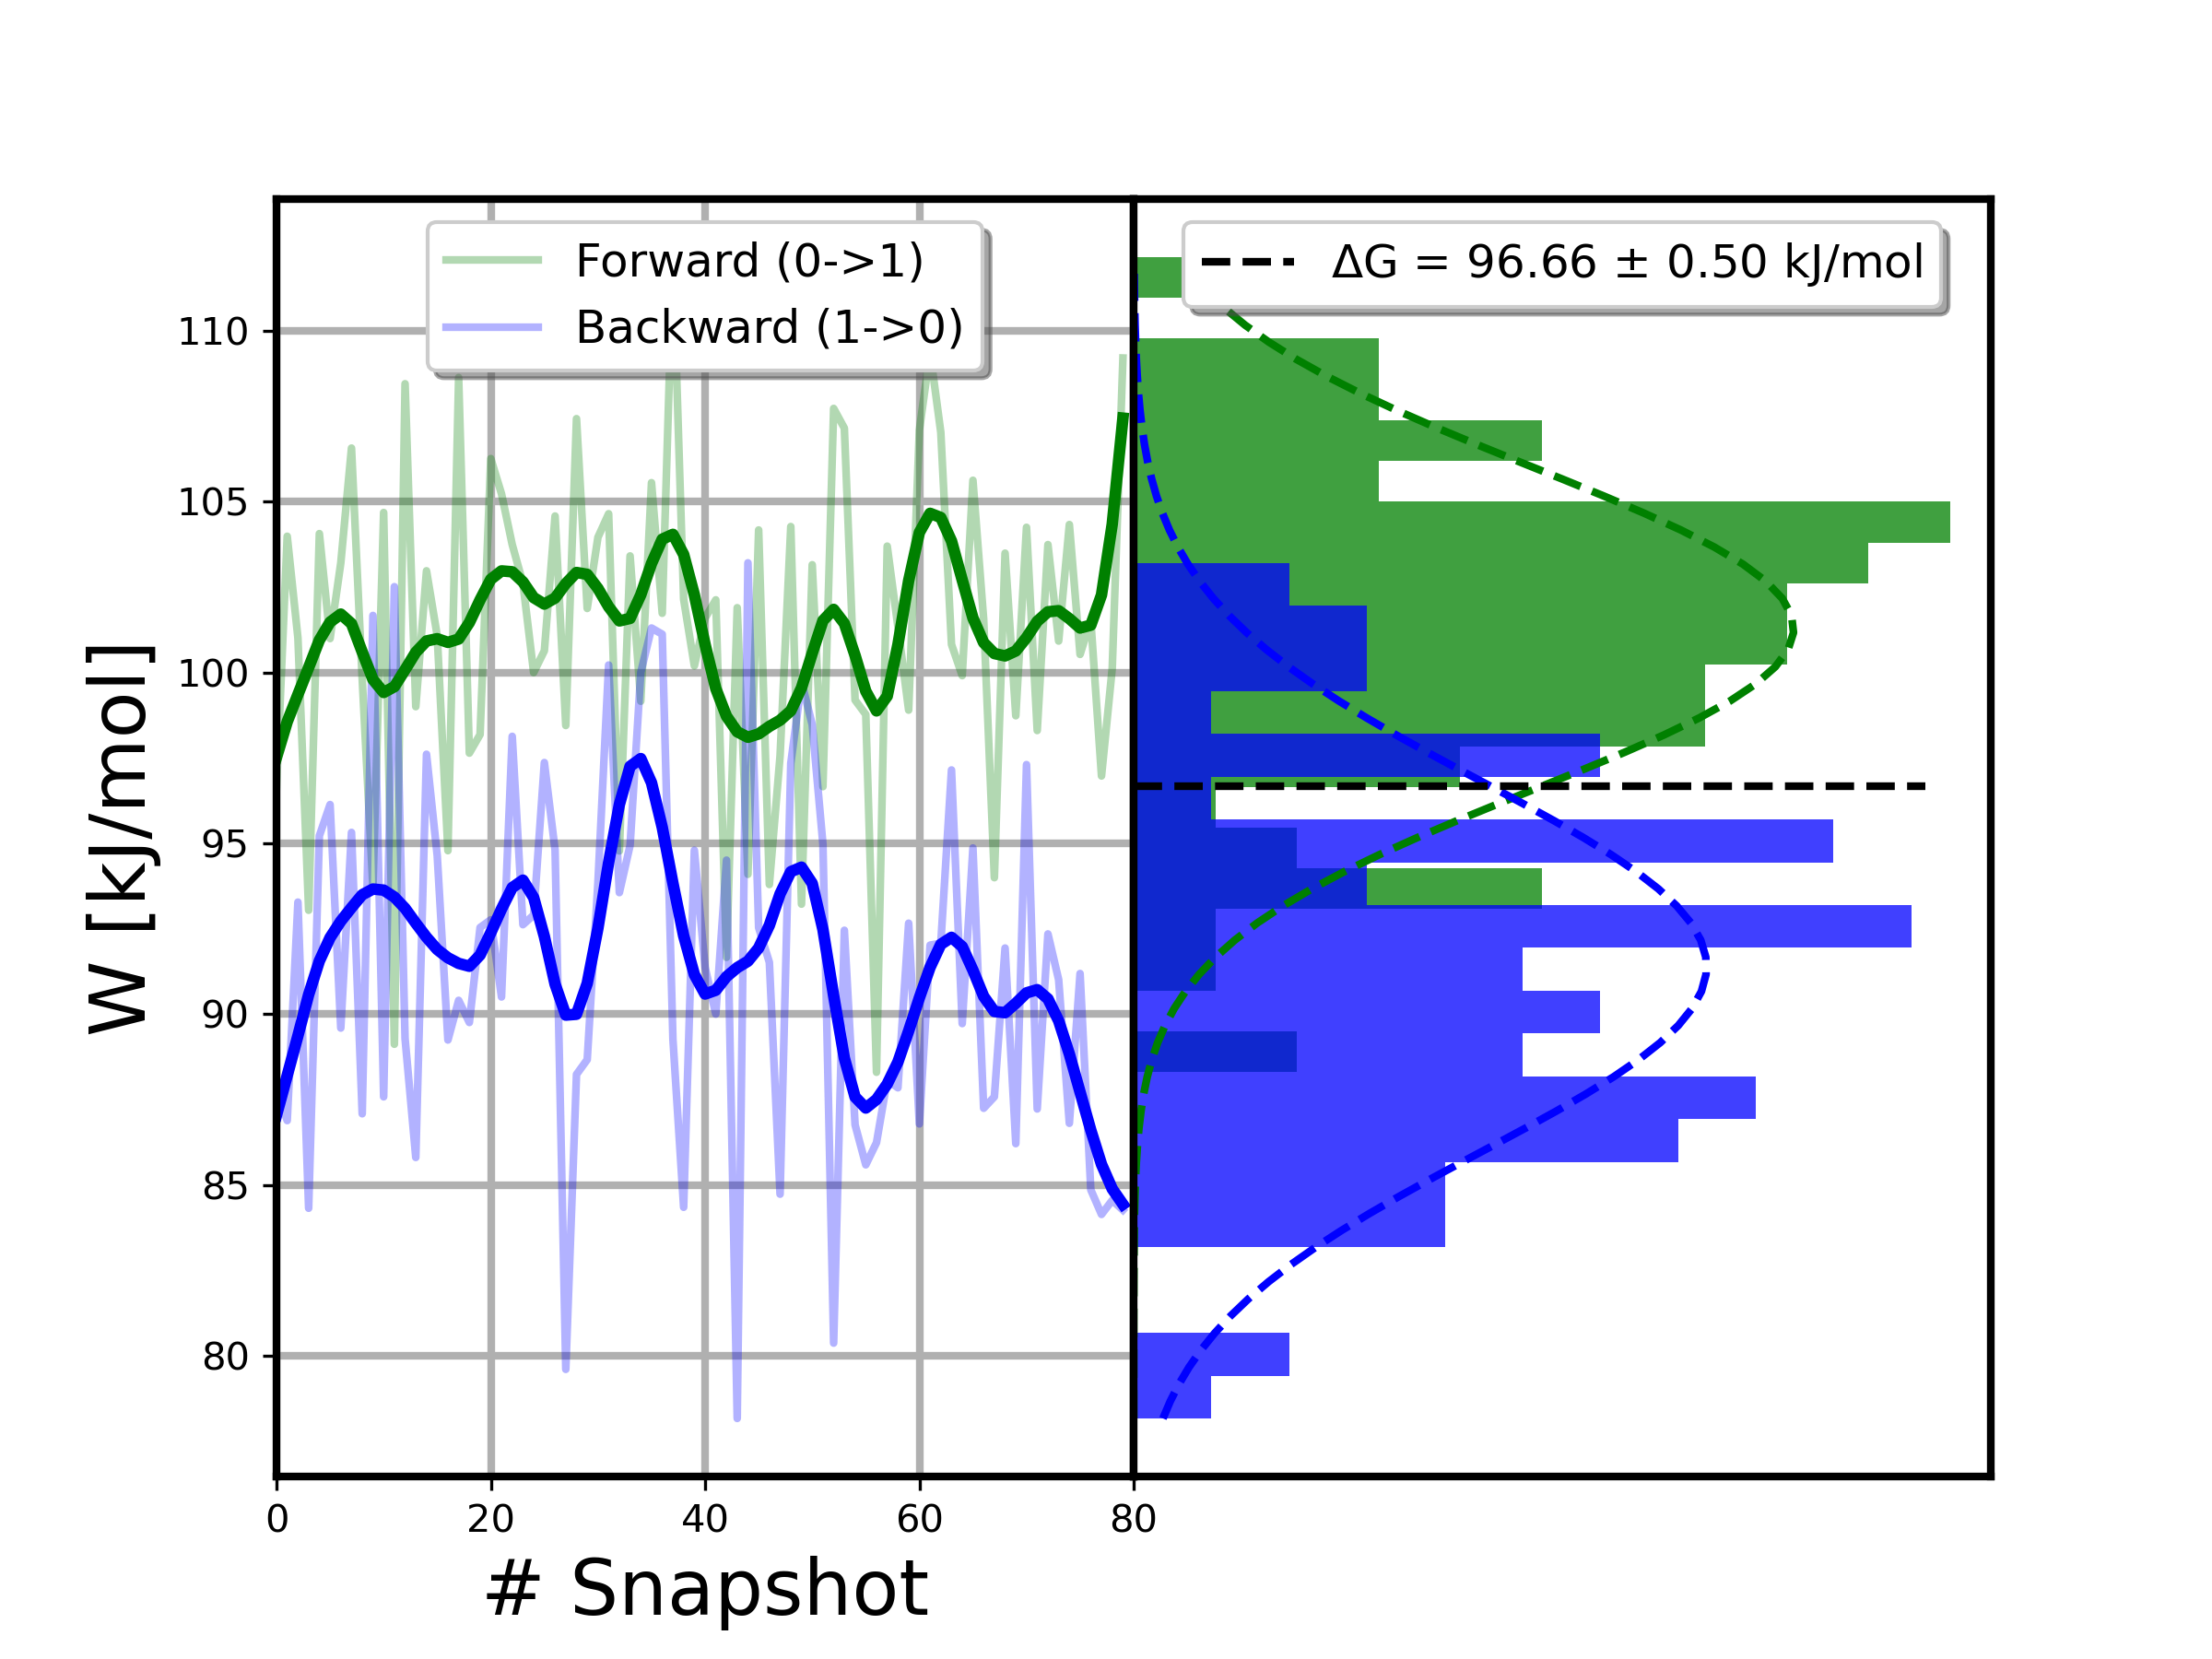 Forward (0->1)
Backward (1->0)
ΔG = 96.66 ± 0.50 kJ/mol
W [kJ/mol]
110
105
100
95
90
85
80
0 20 40 60 80
# Snapshot